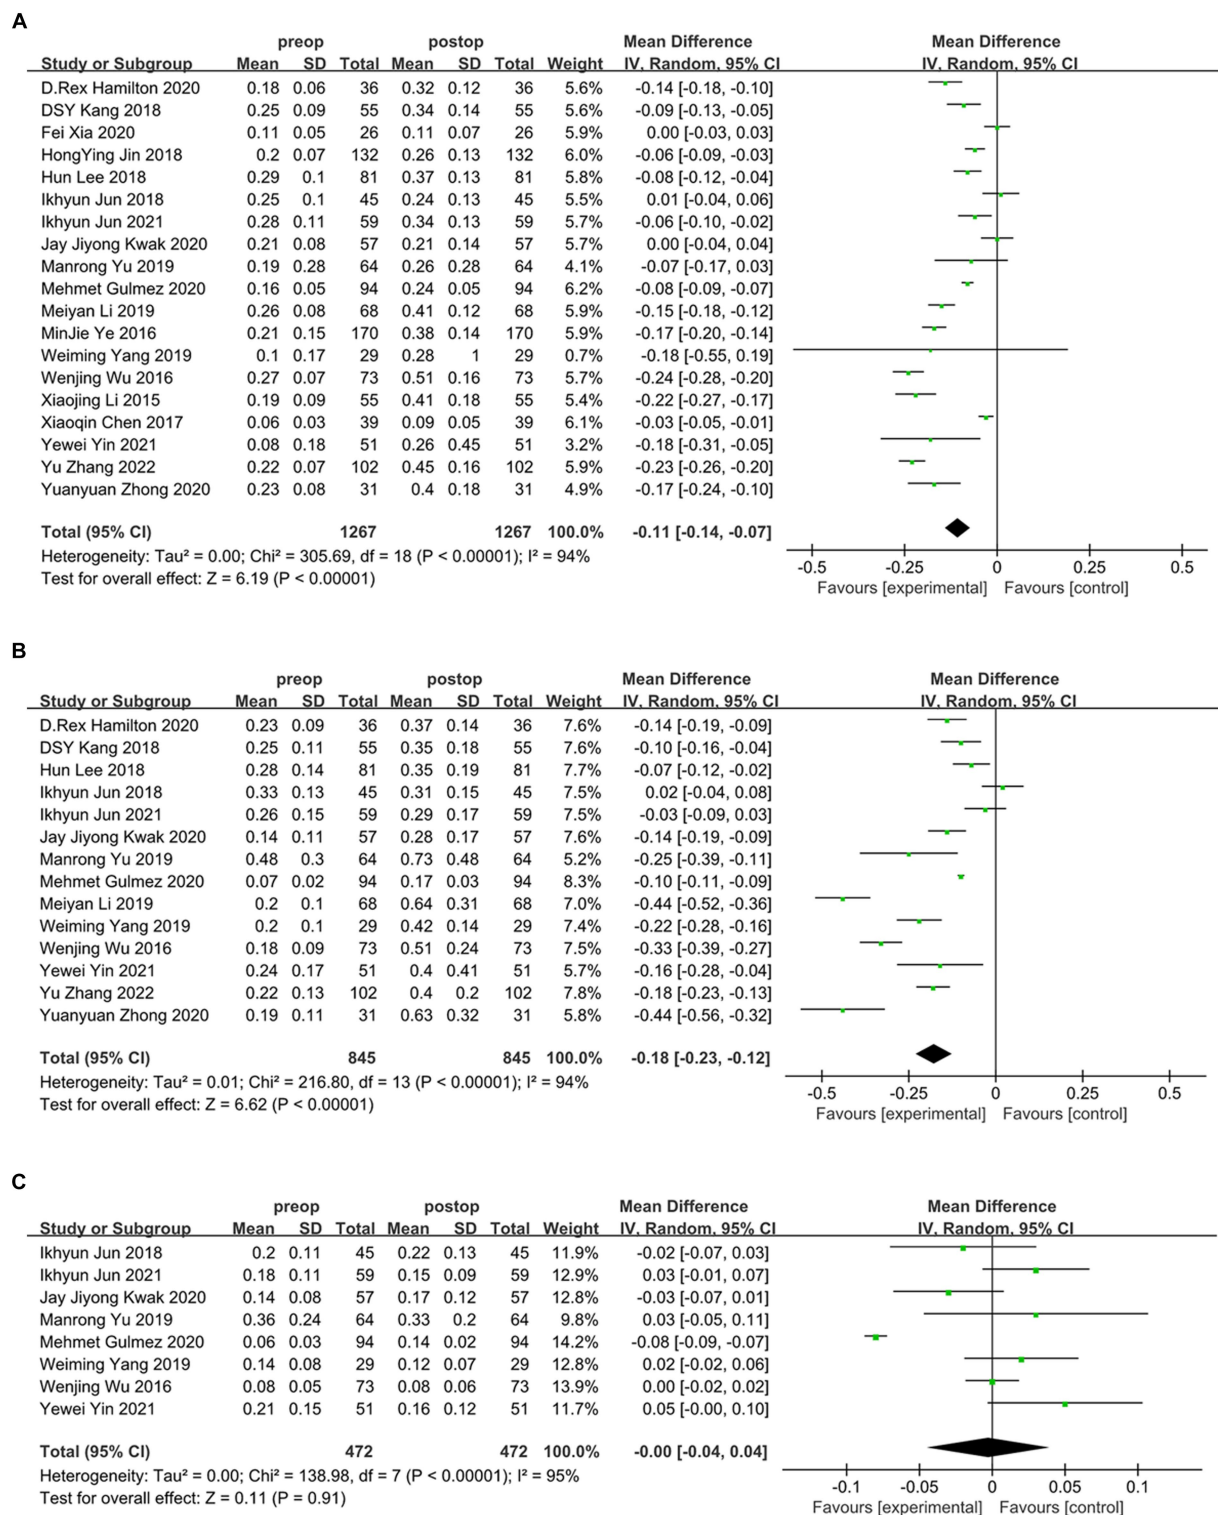 A
preop postop Mean Difference Mean Difference
Study or Subgroup Mean SD Total Mean SD Total Weight IV, Random, 95% CI IV, Random, 95% CI
D.Rex Hamilton 2020 0.18 0.06 36 0.32 0.12 36 5.6% -0.14 [-0.18, -0.10]
DSY Kang 2018 0.25 0.09 55 0.34 0.14 55 5.6% -0.09 [-0.13, -0.05]
Fei Xia 2020 0.11 0.05 26 0.11 0.07 26 5.9% 0.00 [-0.03, 0.03]
HongYing Jin 2018 0.2 0.07 132 0.26 0.13 132 6.0% -0.06 [-0.09, -0.03]
Hun Lee 2018 0.29 0.1 81 0.37 0.13 81 5.8% -0.08 [-0.12, -0.04]
Ikhyun Jun 2018 0.25 0.1 45 0.24 0.13 45 5.5% 0.01 [-0.04, 0.06]
Ikhyun Jun 2021 0.28 0.11 59 0.34 0.13 59 5.7% -0.06 [-0.10, -0.02]
Jay Jiyong Kwak 2020 0.21 0.08 57 0.21 0.14 57 5.7% 0.00 [-0.04, 0.04]
Manrong Yu 2019 0.19 0.28 64 0.26 0.28 64 4.1% -0.07 [-0.17, 0.03]
Mehmet Gulmez 2020 0.16 0.05 94 0.24 0.05 94 6.2% -0.08 [-0.09, -0.07]
Meiyan Li 2019 0.26 0.08 68 0.41 0.12 68 5.9% -0.15 [-0.18, -0.12]
MinJie Ye 2016 0.21 0.15 170 0.38 0.14 170 5.9% -0.17 [-0.20, -0.14]
Weiming Yang 2019 0.1 0.17 29 0.28 1 29 0.7% -0.18 [-0.55, 0.19]
Wenjing Wu 2016 0.27 0.07 73 0.51 0.16 73 5.7% -0.24 [-0.28, -0.20]
Xiaojing Li 2015 0.19 0.09 55 0.41 0.18 55 5.4% -0.22 [-0.27, -0.17]
Xiaoqin Chen 2017 0.06 0.03 39 0.09 0.05 39 6.1% -0.03 [-0.05, -0.01]
Yewei Yin 2021 0.08 0.18 51 0.26 0.45 51 3.2% -0.18 [-0.31, -0.05]
Yu Zhang 2022 0.22 0.07 102 0.45 0.16 102 5.9% -0.23 [-0.26, -0.20]
Yuanyuan Zhong 2020 0.23 0.08 31 0.4 0.18 31 4.9% -0.17 [-0.24, -0.10]
Total (95% CI) 1267 1267 100.0% -0.11 [-0.14, -0.07]
Heterogeneity: Tau² = 0.00; Chi² = 305.69, df = 18 (P < 0.00001); I² = 94%
Test for overall effect: Z = 6.19 (P < 0.00001)
-0.5 -0.25 0 0.25 0.5
Favours [experimental] Favours [control]
B
preop postop Mean Difference Mean Difference
Study or Subgroup Mean SD Total Mean SD Total Weight IV, Random, 95% CI IV, Random, 95% CI
D.Rex Hamilton 2020 0.23 0.09 36 0.37 0.14 36 7.6% -0.14 [-0.19, -0.09]
DSY Kang 2018 0.25 0.11 55 0.35 0.18 55 7.6% -0.10 [-0.16, -0.04]
Hun Lee 2018 0.28 0.14 81 0.35 0.19 81 7.7% -0.07 [-0.12, -0.02]
Ikhyun Jun 2018 0.33 0.13 45 0.31 0.15 45 7.5% 0.02 [-0.04, 0.08]
Ikhyun Jun 2021 0.26 0.15 59 0.29 0.17 59 7.5% -0.03 [-0.09, 0.03]
Jay Jiyong Kwak 2020 0.14 0.11 57 0.28 0.17 57 7.6% -0.14 [-0.19, -0.09]
Manrong Yu 2019 0.48 0.3 64 0.73 0.48 64 5.2% -0.25 [-0.39, -0.11]
Mehmet Gulmez 2020 0.07 0.02 94 0.17 0.03 94 8.3% -0.10 [-0.11, -0.09]
Meiyan Li 2019 0.2 0.1 68 0.64 0.31 68 7.0% -0.44 [-0.52, -0.36]
Weiming Yang 2019 0.2 0.1 29 0.42 0.14 29 7.4% -0.22 [-0.28, -0.16]
Wenjing Wu 2016 0.18 0.09 73 0.51 0.24 73 7.5% -0.33 [-0.39, -0.27]
Yewei Yin 2021 0.24 0.17 51 0.4 0.41 51 5.7% -0.16 [-0.28, -0.04]
Yu Zhang 2022 0.22 0.13 102 0.4 0.2 102 7.8% -0.18 [-0.23, -0.13]
Yuanyuan Zhong 2020 0.19 0.11 31 0.63 0.32 31 5.8% -0.44 [-0.56, -0.32]
Total (95% CI) 845 845 100.0% -0.18 [-0.23, -0.12]
Heterogeneity: Tau² = 0.01; Chi² = 216.80, df = 13 (P < 0.00001); I² = 94%
Test for overall effect: Z = 6.62 (P < 0.00001)
-0.5 -0.25 0 0.25 0.5
Favours [experimental] Favours [control]
C
preop postop Mean Difference Mean Difference
Study or Subgroup Mean SD Total Mean SD Total Weight IV, Random, 95% CI IV, Random, 95% CI
Ikhyun Jun 2018 0.2 0.11 45 0.22 0.13 45 11.9% -0.02 [-0.07, 0.03]
Ikhyun Jun 2021 0.18 0.11 59 0.15 0.09 59 12.9% 0.03 [-0.01, 0.07]
Jay Jiyong Kwak 2020 0.14 0.08 57 0.17 0.12 57 12.8% -0.03 [-0.07, 0.01]
Manrong Yu 2019 0.36 0.24 64 0.33 0.2 64 9.8% 0.03 [-0.05, 0.11]
Mehmet Gulmez 2020 0.06 0.03 94 0.14 0.02 94 14.2% -0.08 [-0.09, -0.07]
Weiming Yang 2019 0.14 0.08 29 0.12 0.07 29 12.8% 0.02 [-0.02, 0.06]
Wenjing Wu 2016 0.08 0.05 73 0.08 0.06 73 13.9% 0.00 [-0.02, 0.02]
Yewei Yin 2021 0.21 0.15 51 0.16 0.12 51 11.7% 0.05 [-0.00, 0.10]
Total (95% CI) 472 472 100.0% -0.00 [-0.04, 0.04]
Heterogeneity: Tau² = 0.00; Chi² = 138.98, df = 7 (P < 0.00001); I² = 95%
Test for overall effect: Z = 0.11 (P = 0.91)
-0.1 -0.05 0 0.05 0.1
Favours [experimental] Favours [control]